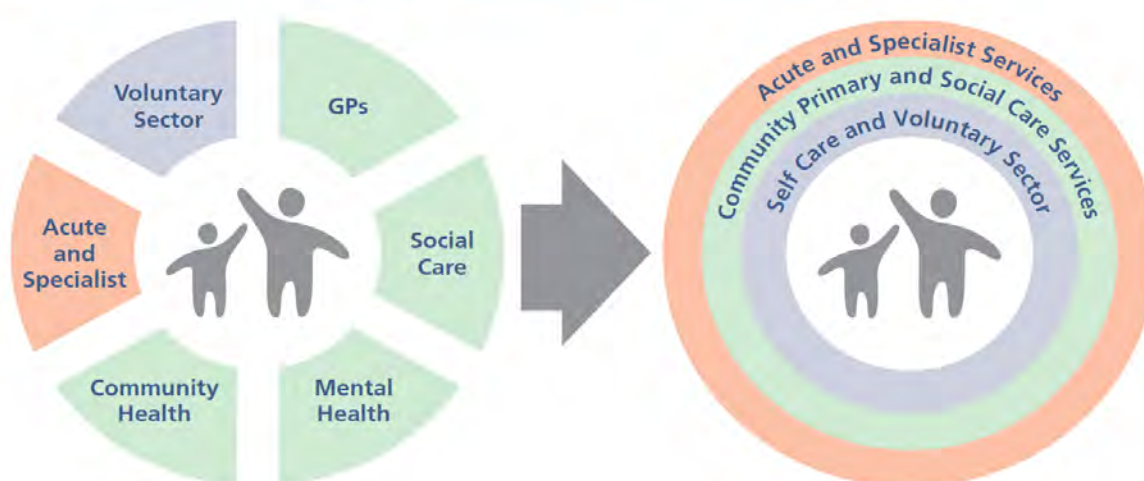 Voluntary
Sector
GPs
Acute
and
Specialist
Social
Care
Community
Health
Mental
Health
Acute and Specialist Services
Community Primary and Social Care Services
Self Care and Voluntary Sector